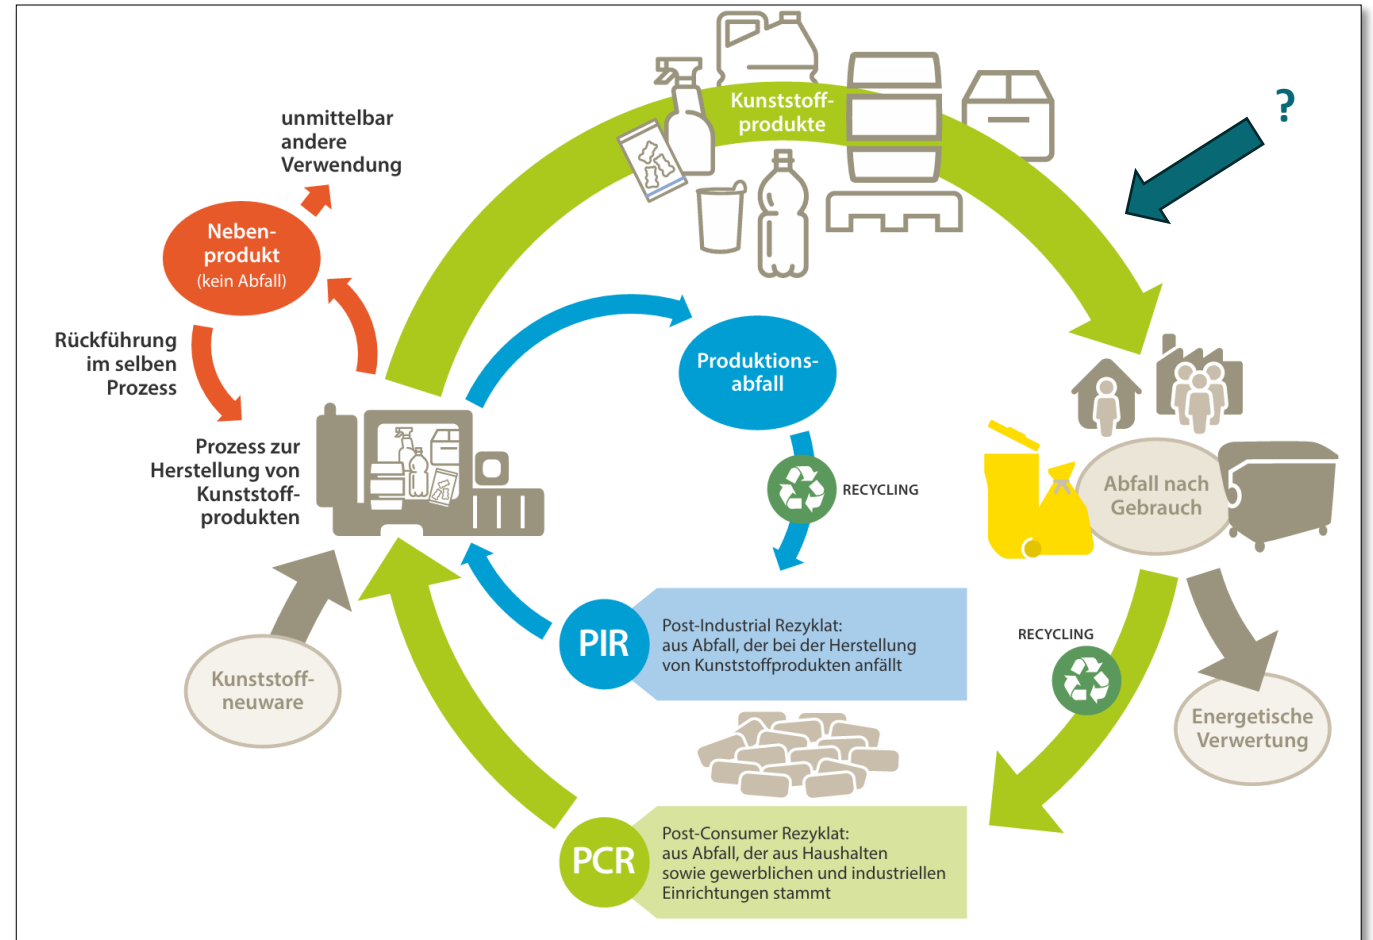 Kunststoff-
produkte
?
unmittelbar
andere
Verwendung
Neben-
produkt
(kein Abfall)
Rückführung
im selben
Prozess
Produktions-
abfall
Prozess zur
Herstellung von
Kunststoff-
produkten
RECYCLING
Abfall nach
Gebrauch
PIR
Post-Industrial Rezyklat:
aus Abfall, der bei der Herstellung
von Kunststoffprodukten anfällt
RECYCLING
Kunststoff-
neuware
Energetische
Verwertung
PCR
Post-Consumer Rezyklat:
aus Abfall, der aus Haushalten
sowie gewerblichen und industriellen
Einrichtungen stammt